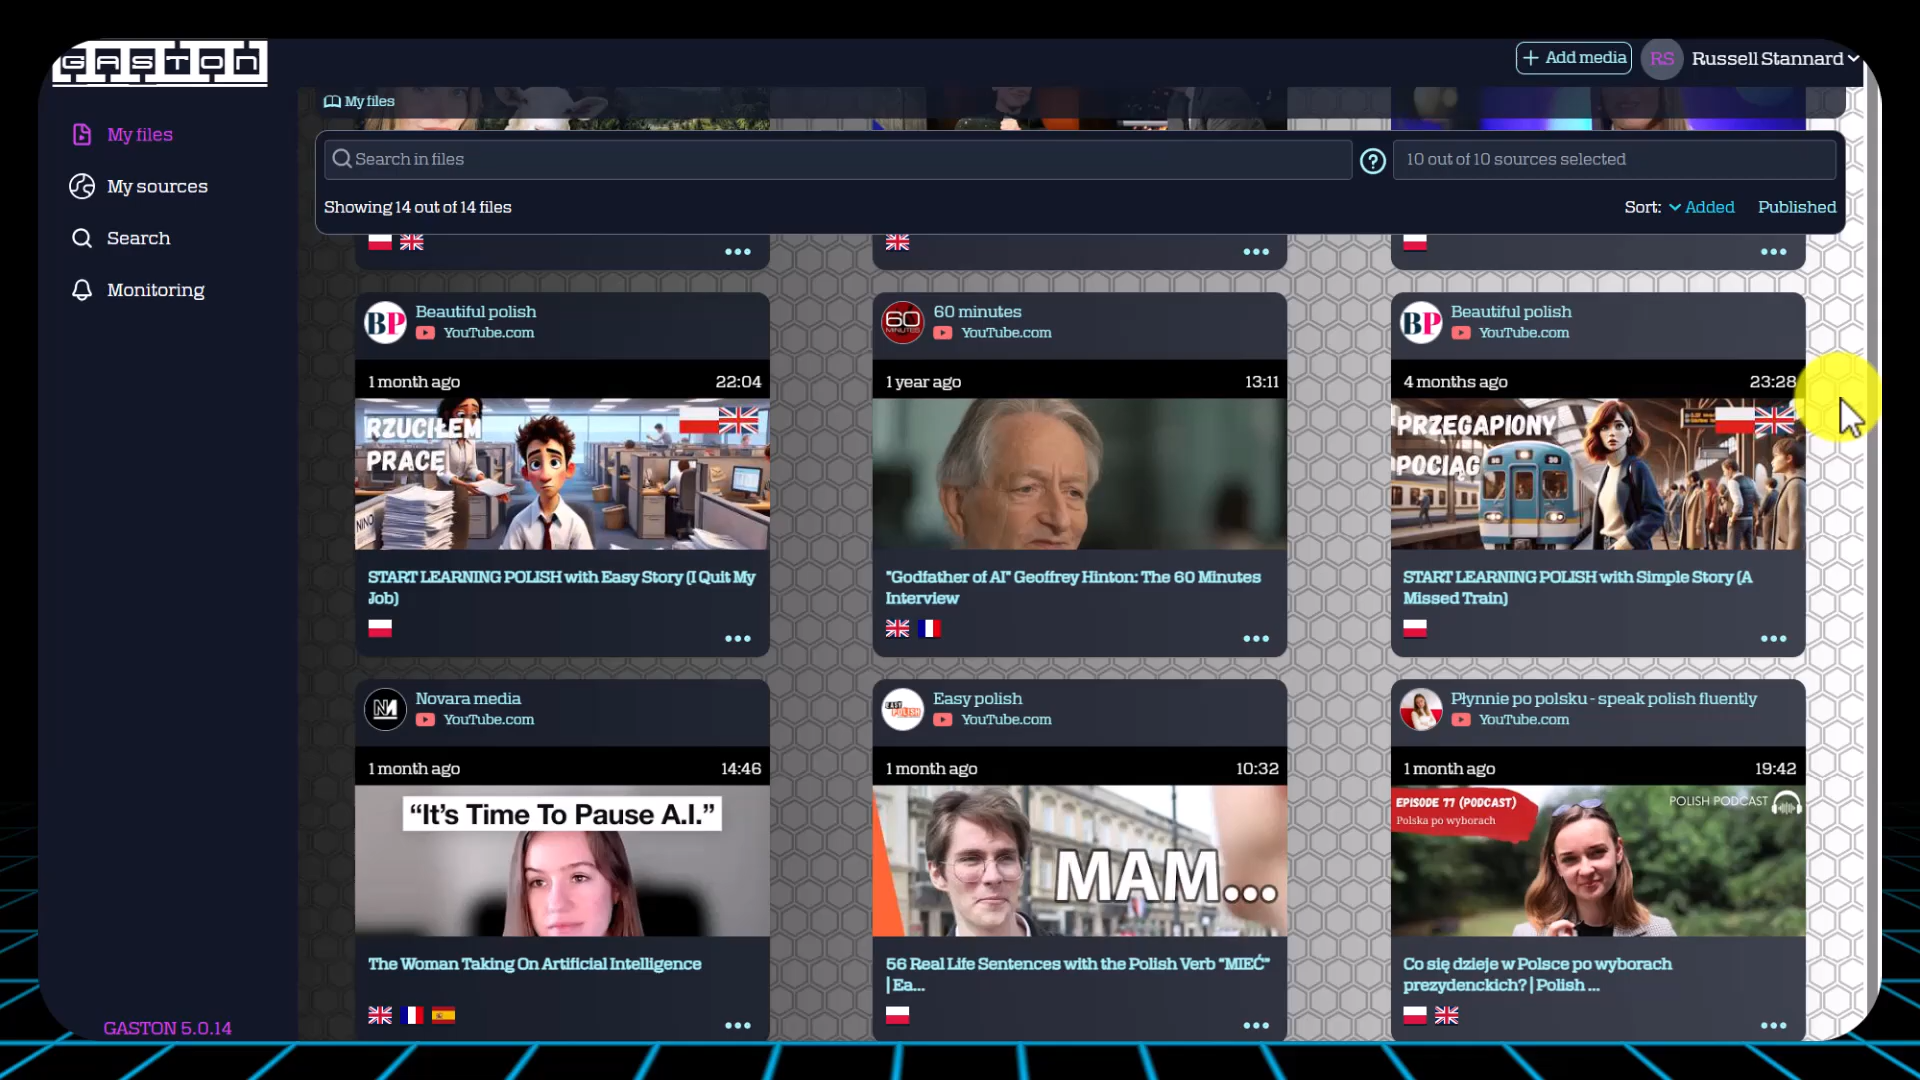 GASTON
+ Add media
RS
Russell Stannard
My files
My files
My sources
Search
Monitoring
Search in files
?
10 out of 10 sources selected
Showing 14 out of 14 files
Sort:
Added
Published
Beautiful polish
YouTube.com
1 month ago
22:04
RZUCIŁEM
PRACĘ
START LEARNING POLISH with Easy Story (I Quit My
Job)
60 minutes
YouTube.com
60
MINUTES
1 year ago
13:11
"Godfather of AI" Geoffrey Hinton: The 60 Minutes
Interview
BP
Beautiful polish
YouTube.com
BP
4 months ago
23:28
PRZEGAPIONY
POCIĄG
START LEARNING POLISH with Simple Story (A
Missed Train)
Novara media
YouTube.com
1 month ago
14:46
“It’s Time To Pause A.I.”
The Woman Taking On Artificial Intelligence
Easy polish
YouTube.com
EASY
POLISH
1 month ago
10:32
MAM...
56 Real Life Sentences with the Polish Verb “MIEĆ”
| Ea...
Płynnie po polsku - speak polish fluently
YouTube.com
1 month ago
19:42
EPISODE 77 (PODCAST)
Polska po wyborach
POLISH PODCAST
Co się dzieje w Polsce po wyborach
prezydenckich? | Polish ...
GASTON 5.0.14